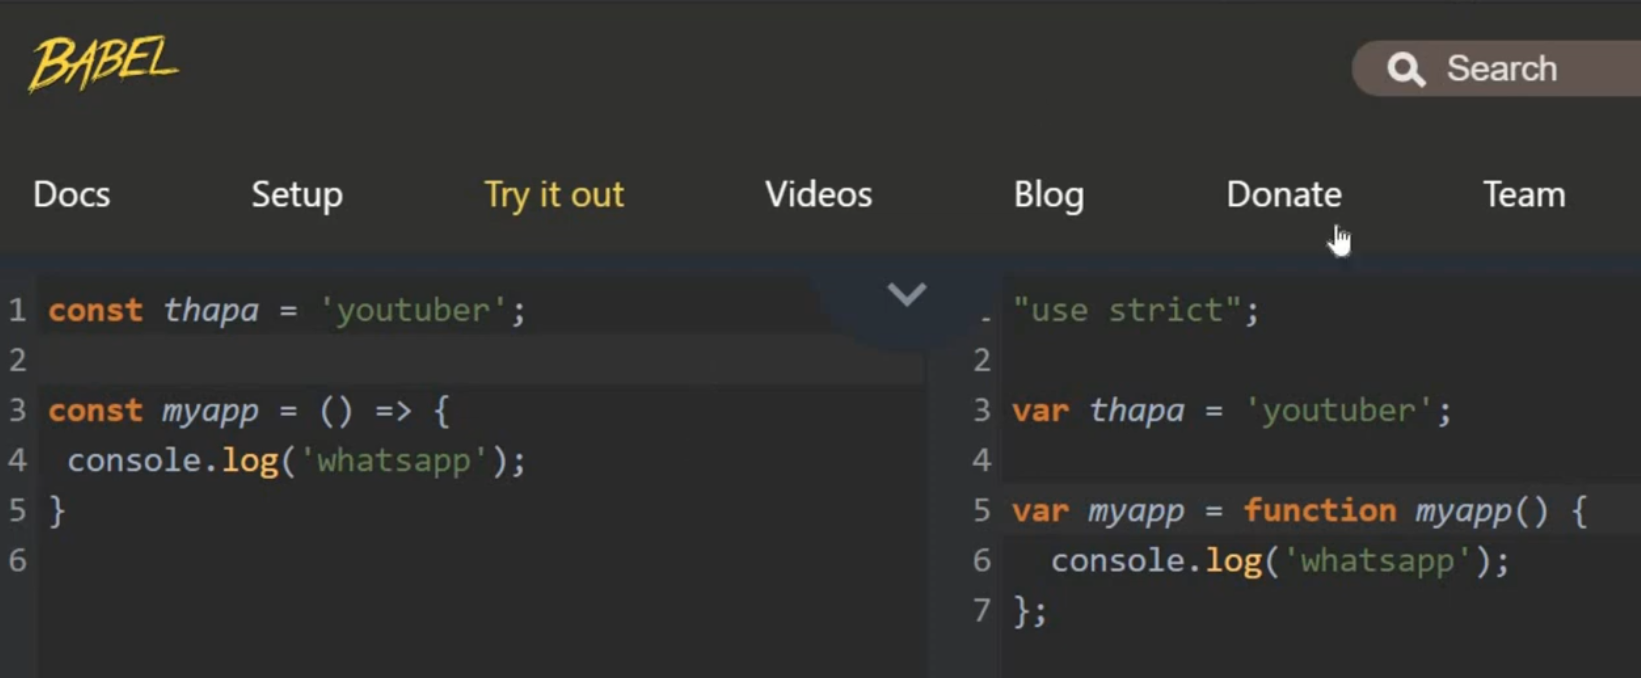 BABEL
Search
Docs Setup Try it out Videos Blog Donate Team
1 const thapa = 'youtuber';
2
3 const myapp = () => {
4 console.log('whatsapp');
5 }
6
"use strict";
2
3 var thapa = 'youtuber';
4
5 var myapp = function myapp() {
6 console.log('whatsapp');
7 };